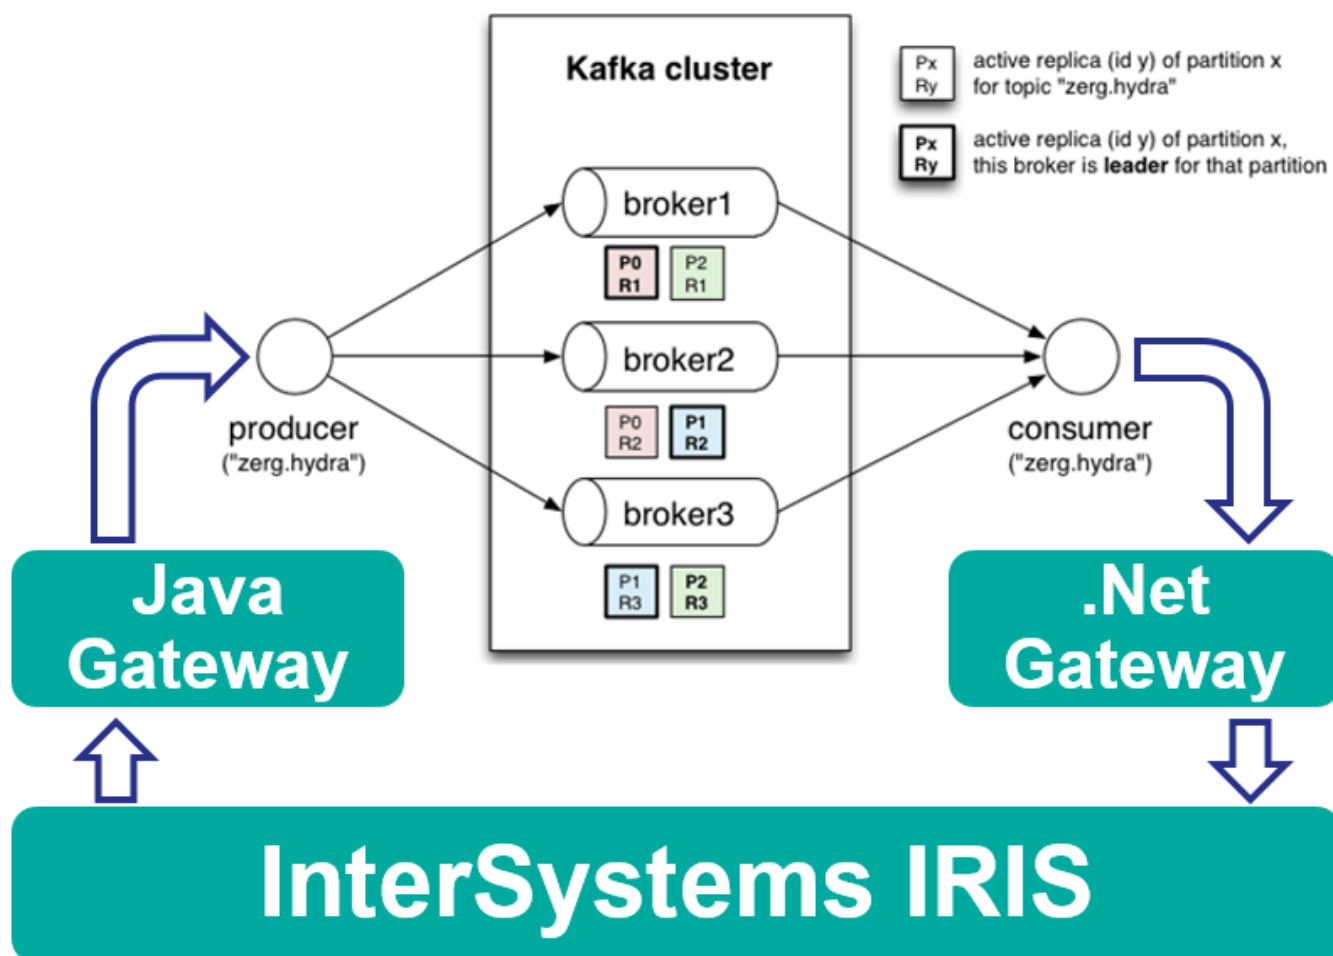 Kafka cluster
Px
Ry
active replica (id y) of partition x
for topic "zerg.hydra"
Px
Ry
active replica (id y) of partition x,
this broker is leader for that partition
broker1
P0
R1
P2
R1
broker2
P0
R2
P1
R2
broker3
P1
R3
P2
R3
producer
("zerg.hydra")
consumer
("zerg.hydra")
Java
Gateway
.Net
Gateway
InterSystems IRIS